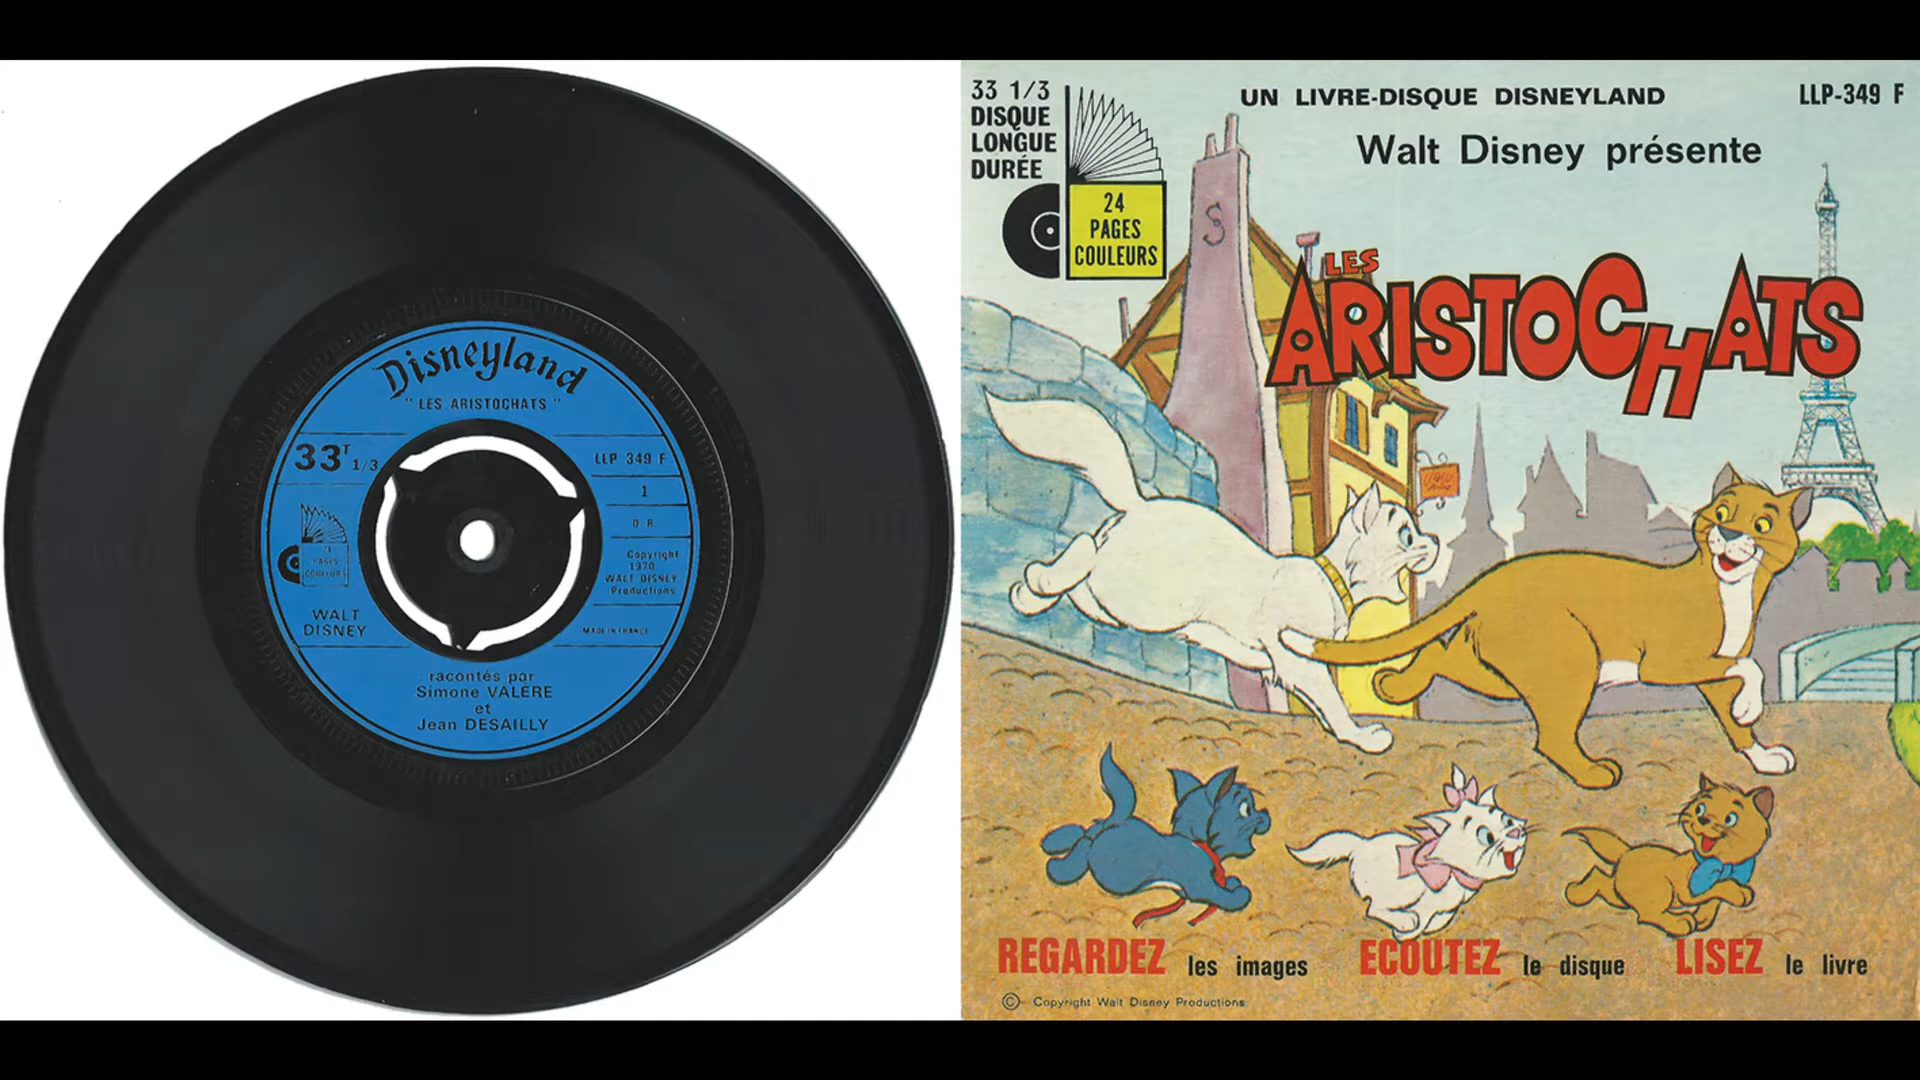 Disneyland
" LES ARISTOCHATS "
33T 1/3
LLP 349 F
1
D. R.
Copyright
1970
WALT DISNEY
Productions
PAGES
COULEURS
WALT
DISNEY
MADE IN FRANCE
racontés par
Simone VALÈRE
et
Jean DESAILLY
33 1/3
DISQUE
LONGUE
DURÉE
24
PAGES
COULEURS
UN LIVRE-DISQUE DISNEYLAND
LLP-349 F
Walt Disney présente
S
LES
ARISTOCHATS
REGARDEZ les images
ECOUTEZ le disque
LISEZ le livre
© Copyright Walt Disney Productions